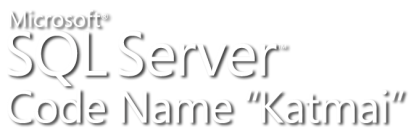 Microsoft®
SQL Server™
Code Name “Katmai”